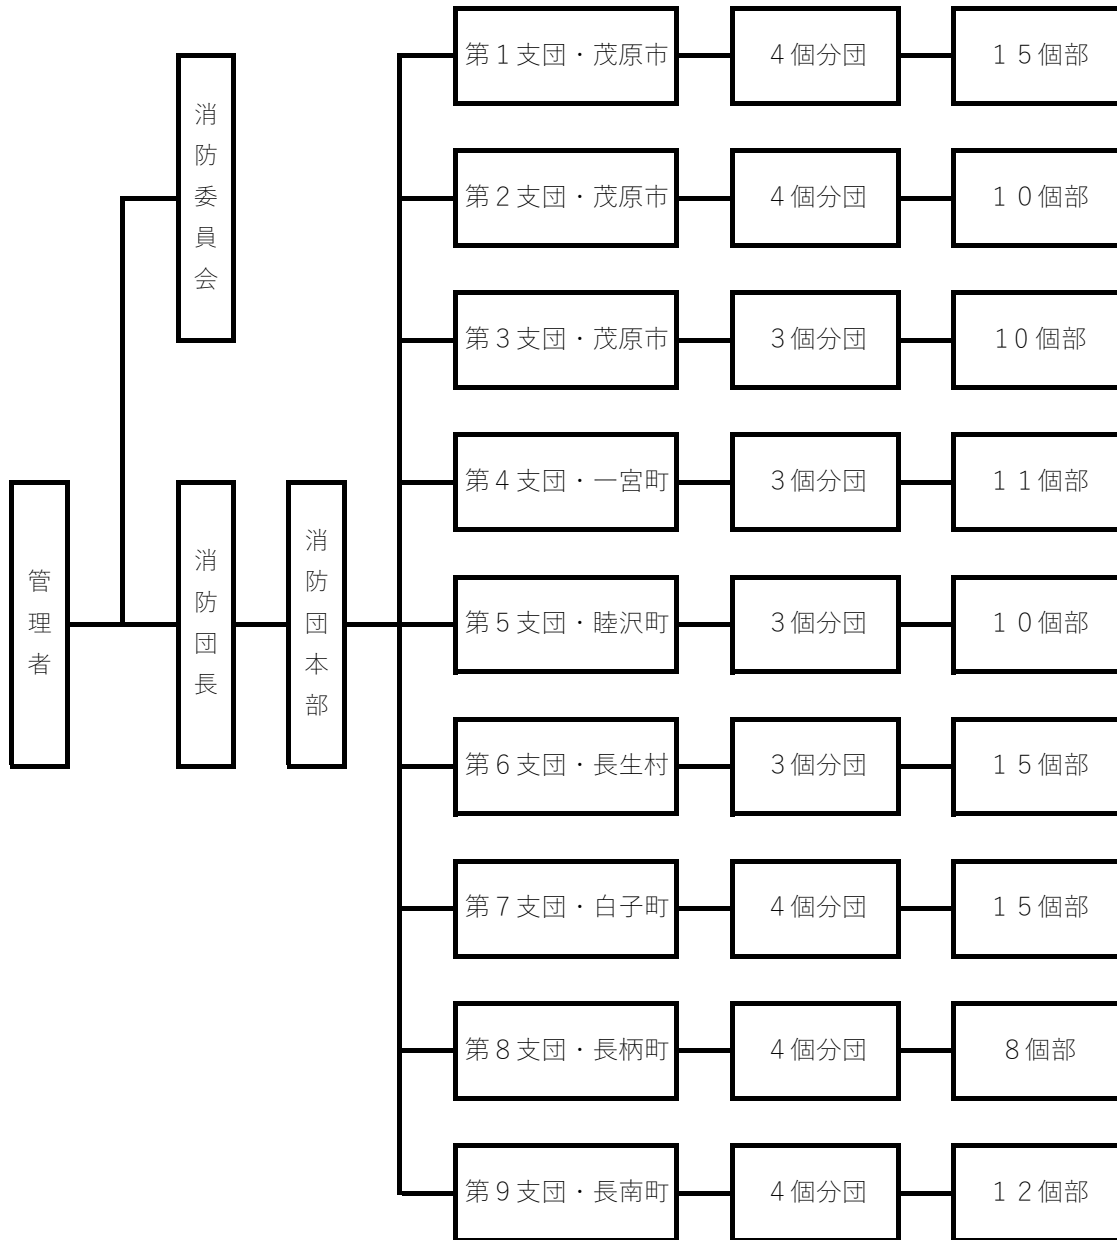 管理者
消防委員会
消防団長
消防団本部
第1支団・茂原市 4個分団 15個部
第2支団・茂原市 4個分団 10個部
第3支団・茂原市 3個分団 10個部
第4支団・一宮町 3個分団 11個部
第5支団・睦沢町 3個分団 10個部
第6支団・長生村 3個分団 15個部
第7支団・白子町 4個分団 15個部
第8支団・長柄町 4個分団 8個部
第9支団・長南町 4個分団 12個部